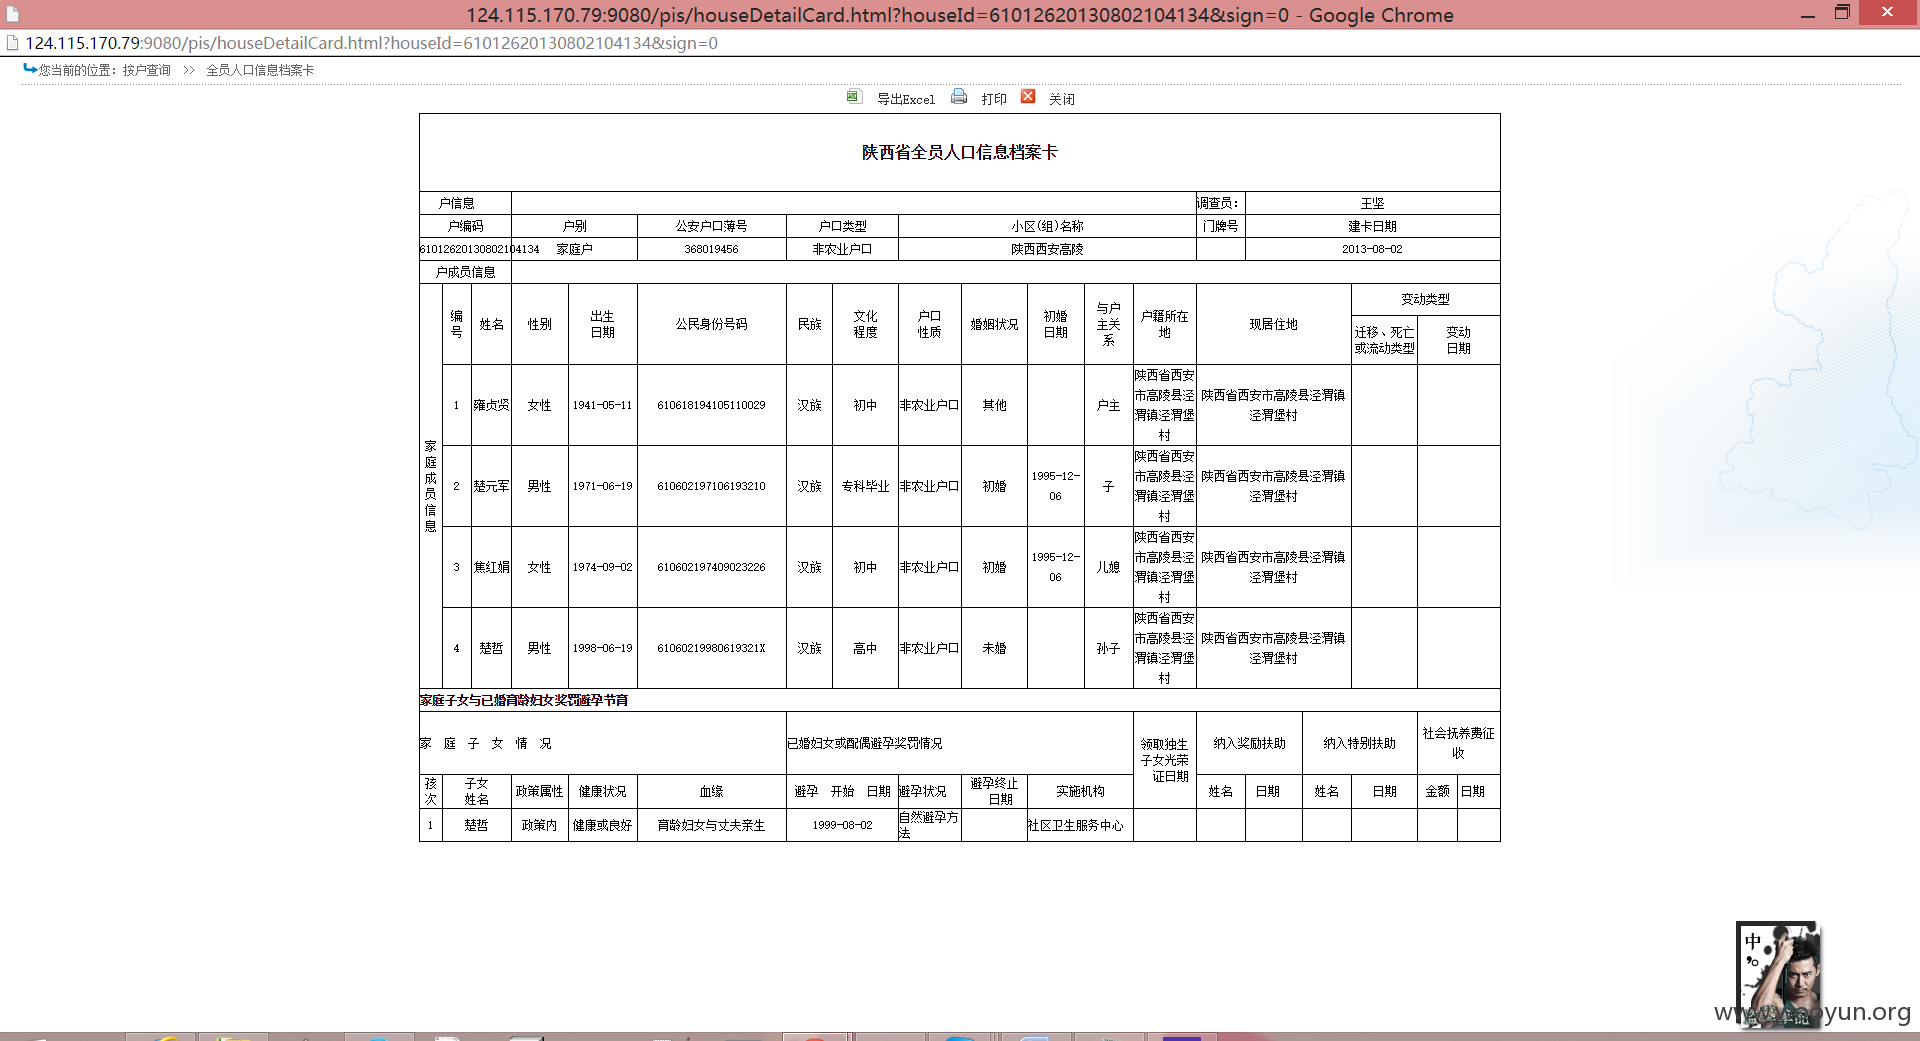 124.115.170.79:9080/pis/houseDetailCard.html?houseId=61012620130802104134&sign=0 - Google Chrome
124.115.170.79:9080/pis/houseDetailCard.html?houseId=61012620130802104134&sign=0
您当前的位置：按户查询 >> 全员人口信息档案卡
导出Excel 打印 关闭
陕西省全员人口信息档案卡
户信息 调查员： 王坚
户编码 户别 公安户口薄号 户口类型 小区(组)名称 门牌号 建卡日期
61012620130802104134 家庭户 368019456 非农业户口 陕西西安高陵 2013-08-02
户成员信息
家庭成员信息
编号 姓名 性别 出生日期 公民身份号码 民族 文化程度 户口性质 婚姻状况 初婚日期 与户主关系 户籍所在地 现居住地 变动类型
迁移、死亡或流动类型 变动日期
1 雍贞贤 女性 1941-05-11 610618194105110029 汉族 初中 非农业户口 其他 户主 陕西省西安市高陵县泾渭镇泾渭堡村 陕西省西安市高陵县泾渭镇泾渭堡村
2 楚元军 男性 1971-06-19 610602197106193210 汉族 专科毕业 非农业户口 初婚 1995-12-06 子 陕西省西安市高陵县泾渭镇泾渭堡村 陕西省西安市高陵县泾渭镇泾渭堡村
3 焦红娟 女性 1974-09-02 610602197409023226 汉族 初中 非农业户口 初婚 1995-12-06 儿媳 陕西省西安市高陵县泾渭镇泾渭堡村 陕西省西安市高陵县泾渭镇泾渭堡村
4 楚哲 男性 1998-06-19 61060219980619321X 汉族 高中 非农业户口 未婚 孙子 陕西省西安市高陵县泾渭镇泾渭堡村 陕西省西安市高陵县泾渭镇泾渭堡村
家庭子女与已婚育龄妇女奖罚避孕节育
家 庭 子 女 情 况 已婚妇女或配偶避孕奖罚情况 领取独生子女光荣证日期 纳入奖励扶助 纳入特别扶助 社会抚养费征收
孩次 子女姓名 政策属性 健康状况 血缘 避孕 开始 日期 避孕状况 避孕终止日期 实施机构 姓名 日期 姓名 日期 金额 日期
1 楚哲 政策内 健康或良好 育龄妇女与丈夫亲生 1999-08-02 自然避孕方法 社区卫生服务中心
中